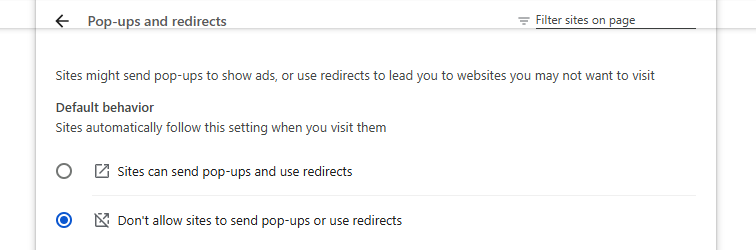 Pop-ups and redirects
Filter sites on page
Sites might send pop-ups to show ads, or use redirects to lead you to websites you may not want to visit
Default behavior
Sites automatically follow this setting when you visit them
Sites can send pop-ups and use redirects
Don't allow sites to send pop-ups or use redirects